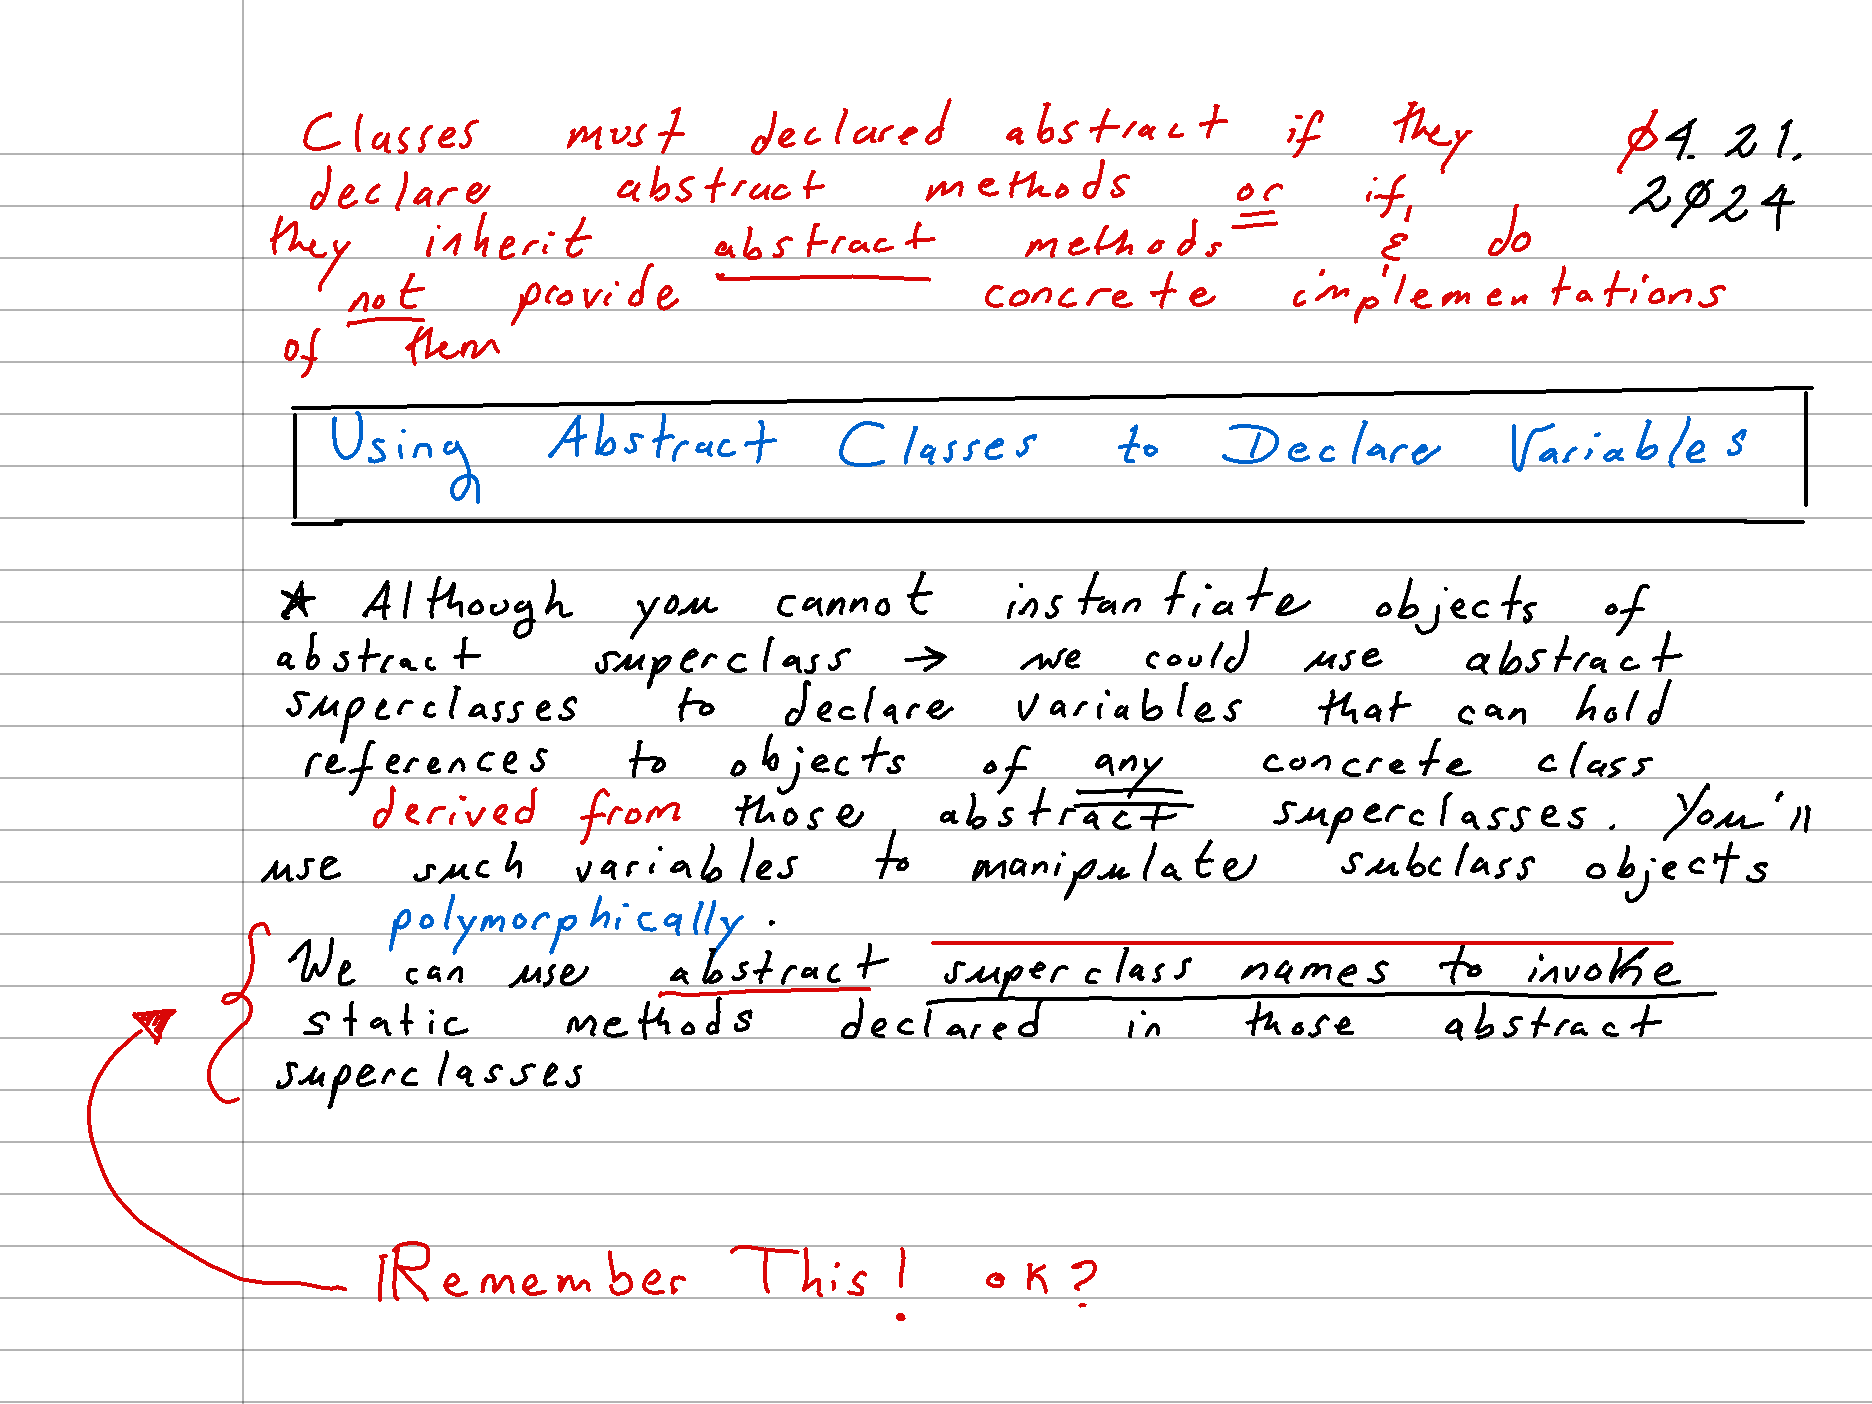 Classes must declared abstract if they
declare abstract methods or if,
they inherit abstract methods & do
not provide concrete implementations
of them
04.21.
2024
Using Abstract Classes to Declare Variables
★ Although you cannot instantiate objects of
abstract superclass → we could use abstract
superclasses to declare variables that can hold
references to objects of any concrete class
derived from those abstract superclasses. You'll
use such variables to manipulate subclass objects
polymorphically.
We can use abstract superclass names to invoke
static methods declared in those abstract
superclasses
Remember This! OK?